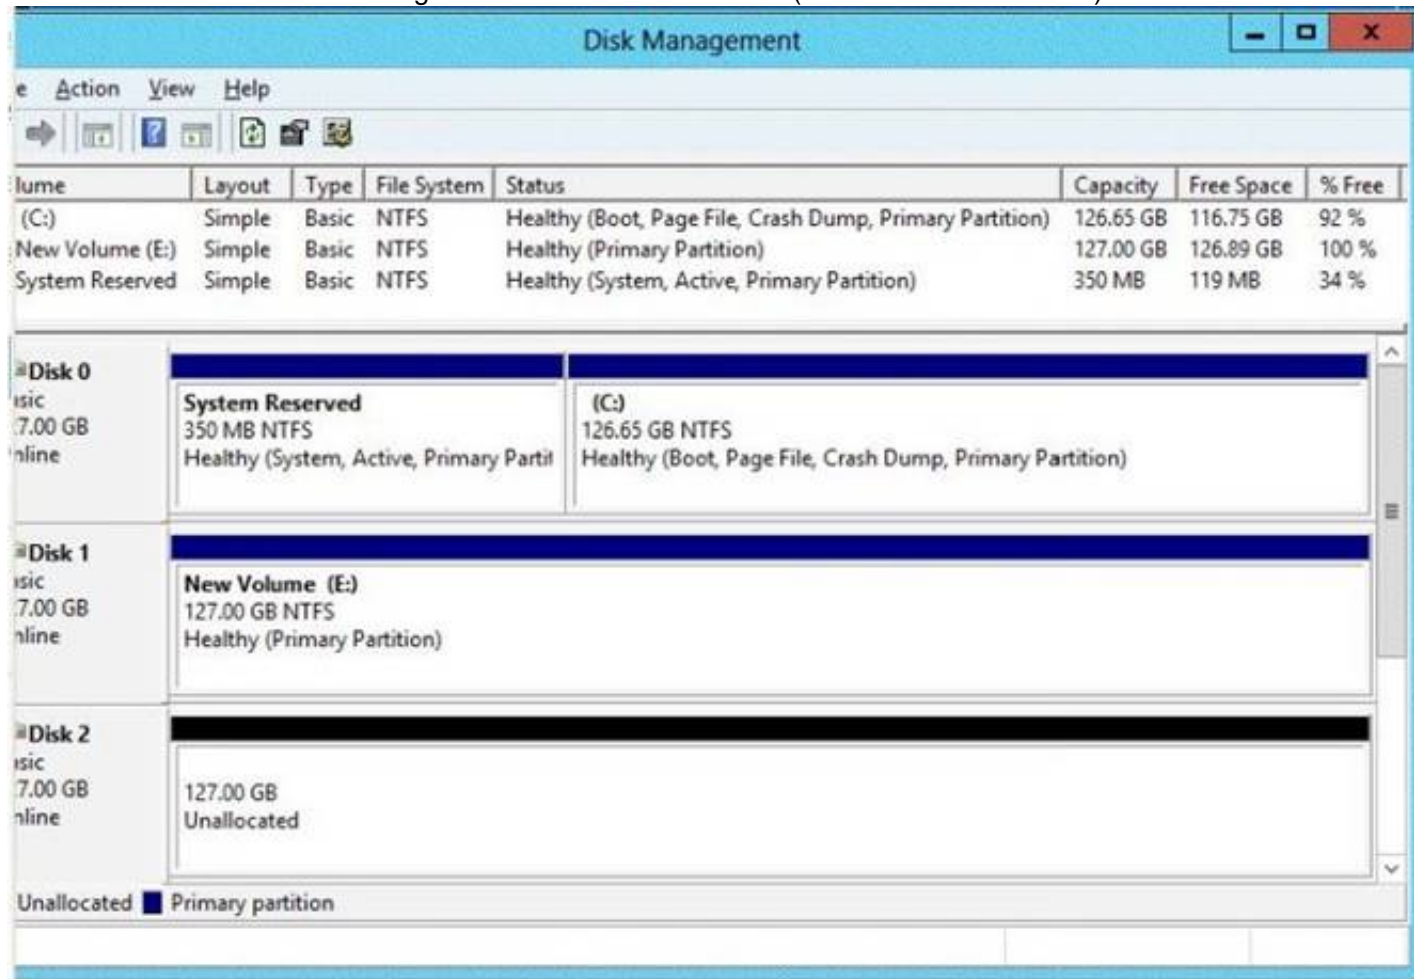 Disk Management
e Action View Help
lume Layout Type File System Status Capacity Free Space % Free
(C:) Simple Basic NTFS Healthy (Boot, Page File, Crash Dump, Primary Partition) 126.65 GB 116.75 GB 92 %
New Volume (E:) Simple Basic NTFS Healthy (Primary Partition) 127.00 GB 126.89 GB 100 %
System Reserved Simple Basic NTFS Healthy (System, Active, Primary Partition) 350 MB 119 MB 34 %
Disk 0
sic
7.00 GB
nline
System Reserved
350 MB NTFS
Healthy (System, Active, Primary Partit
(C:)
126.65 GB NTFS
Healthy (Boot, Page File, Crash Dump, Primary Partition)
Disk 1
sic
7.00 GB
nline
New Volume (E:)
127.00 GB NTFS
Healthy (Primary Partition)
Disk 2
sic
7.00 GB
nline
127.00 GB
Unallocated
Unallocated Primary partition